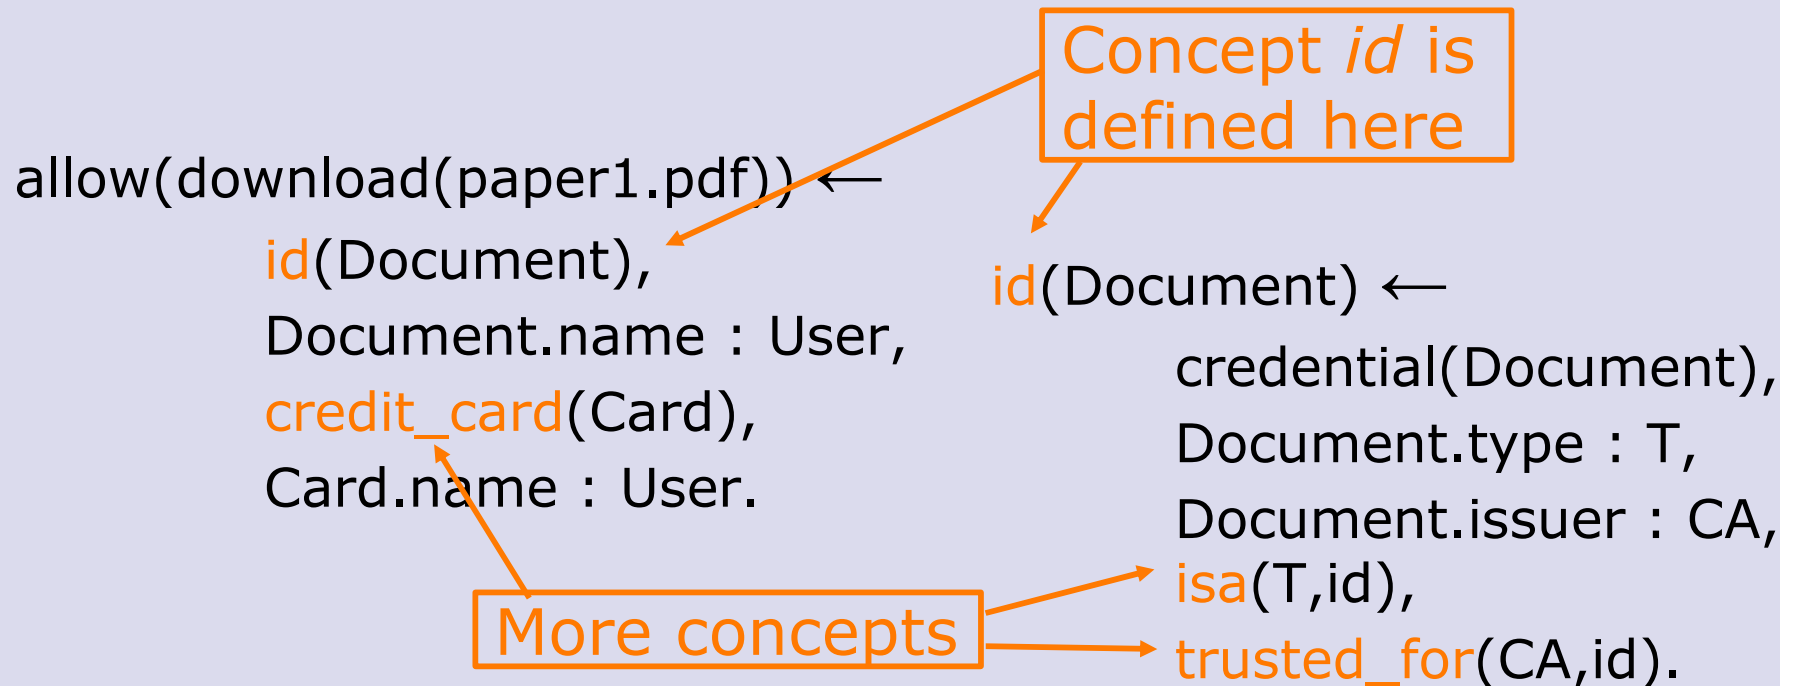 Concept id is
defined here
allow(download(paper1.pdf)) ←
id(Document),
Document.name : User,
credit_card(Card),
Card.name : User.
id(Document) ←
credential(Document),
Document.type : T,
Document.issuer : CA,
isa(T,id),
trusted_for(CA,id).
More concepts